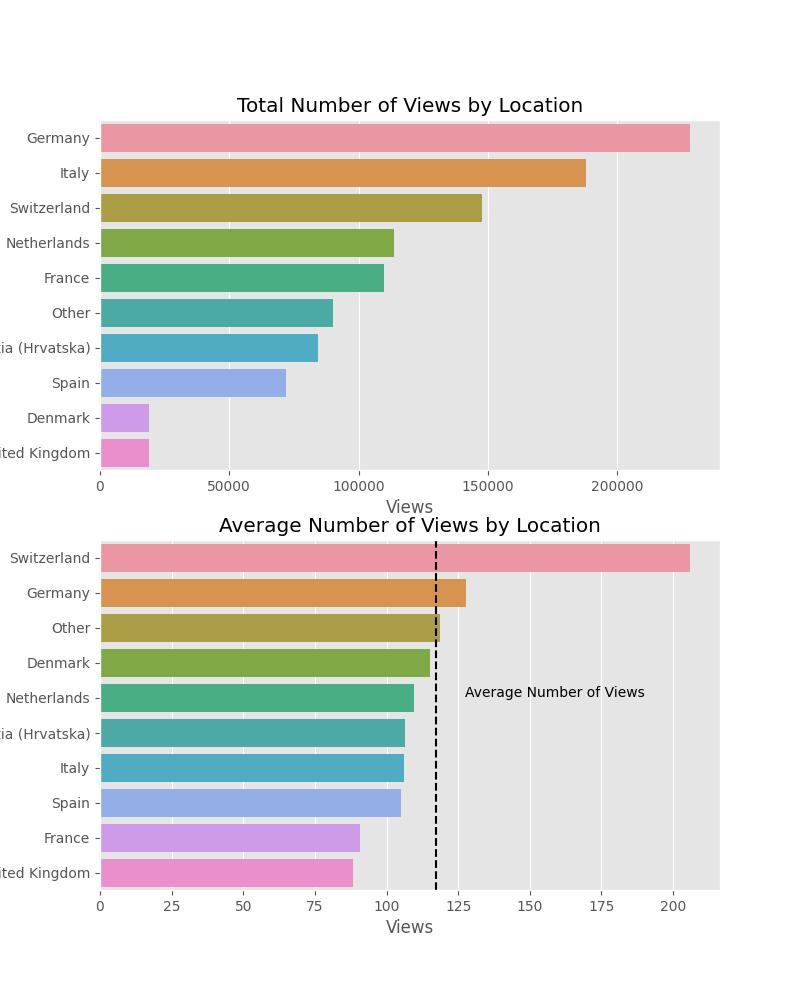 Total Number of Views by Location
Germany
Italy
Switzerland
Netherlands
France
Other
ia (Hrvatska)
Spain
Denmark
ited Kingdom
0 50000 100000 150000 200000
Views
Average Number of Views by Location
Switzerland
Germany
Other
Denmark
Netherlands
Average Number of Views
ia (Hrvatska)
Italy
Spain
France
ited Kingdom
0 25 50 75 100 125 150 175 200
Views